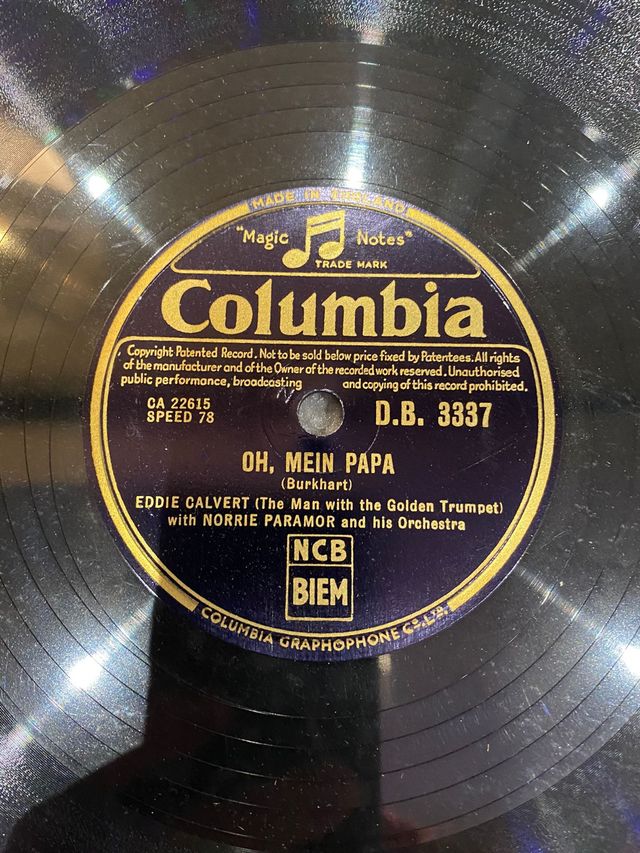 MADE IN
"Magic Notes"
TRADE MARK
Columbia
Copyright Patented Record. Not to be sold below price fixed by Patentees. All rights
of the manufacturer and of the Owner of the recorded work reserved. Unauthorised
public performance, broadcasting and copying of this record prohibited.
CA 22615
SPEED 78
D.B. 3337
OH, MEIN PAPA
(Burkhart)
EDDIE CALVERT (The Man with the Golden Trumpet)
with NORRIE PARAMOR and his Orchestra
NCB
BIEM
COLUMBIA GRAPHOPHONE Co. LTD.